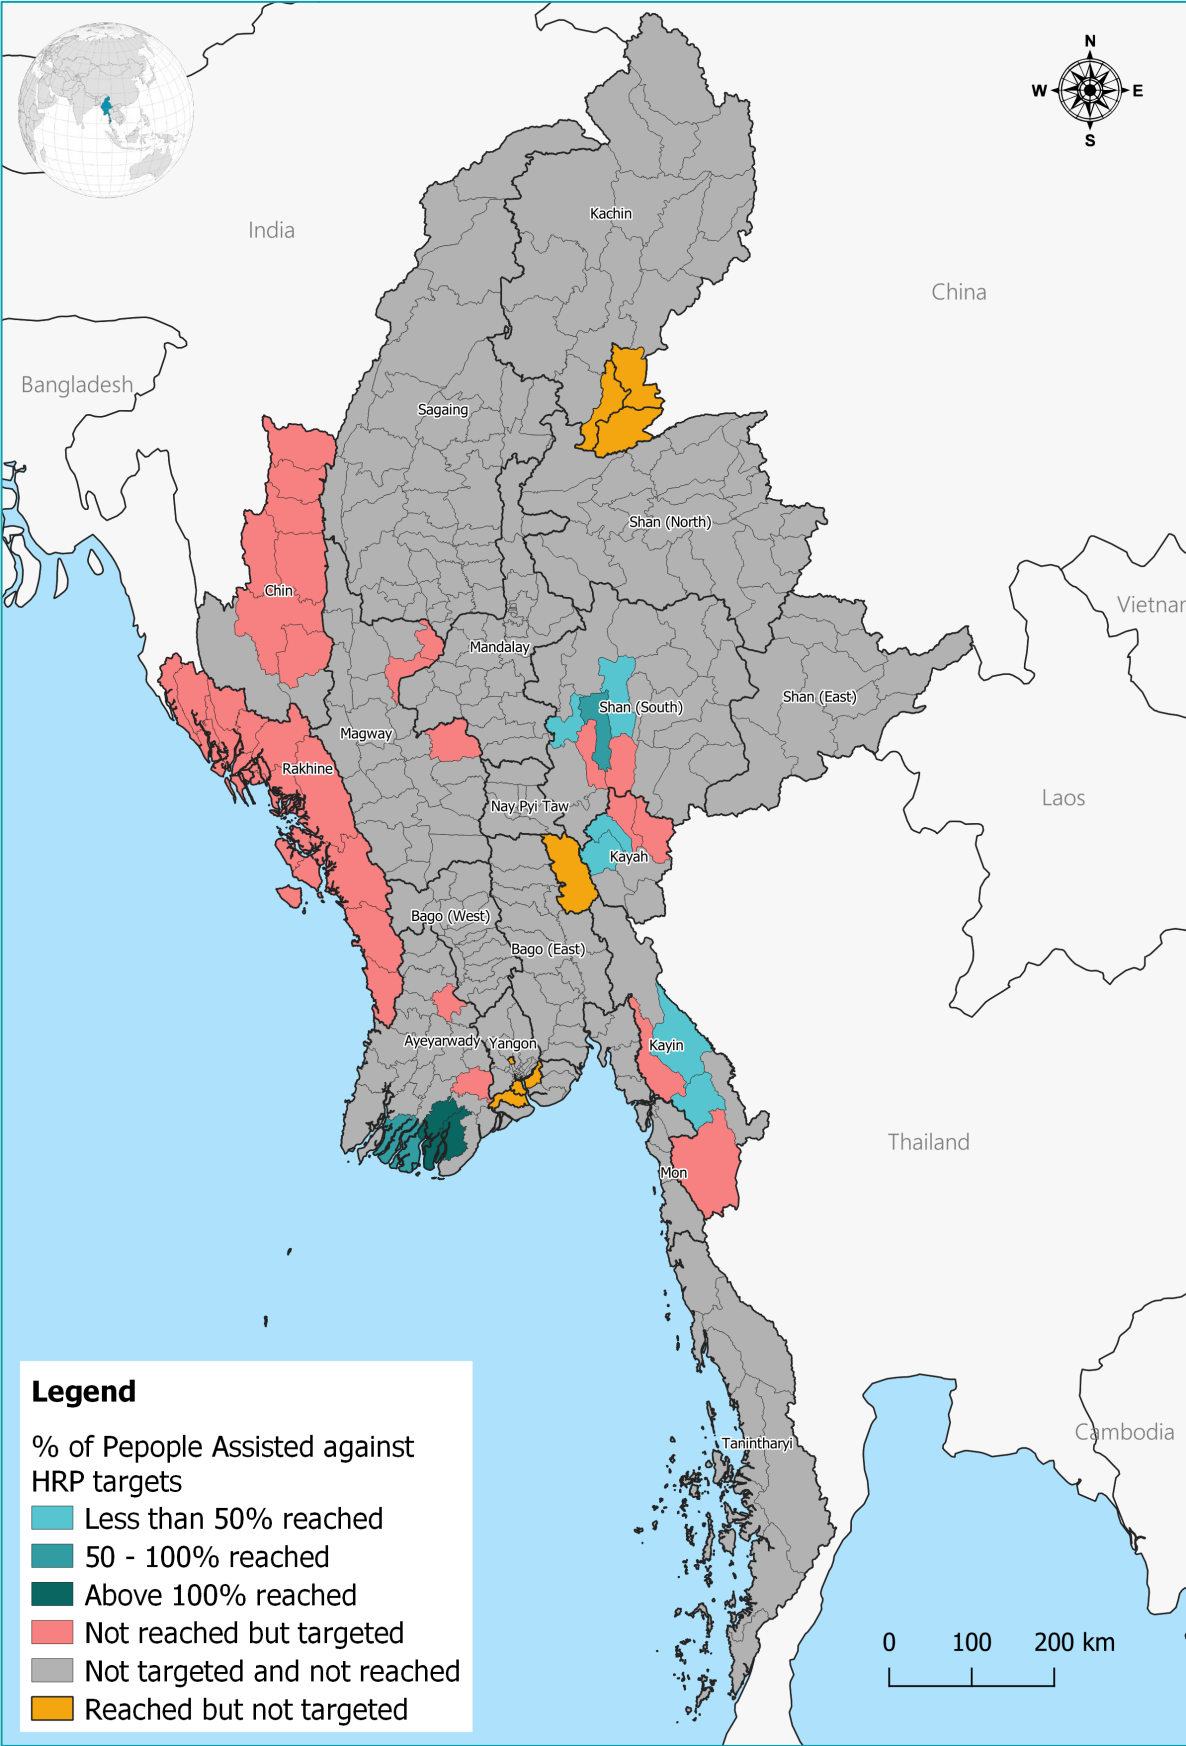 N
W
E
S
India
China
Kachin
Bangladesh
Sagaing
Shan (North)
Chin
Vietnar
Mandalay
Shan (East)
Shan (South)
Magway
Rakhine
Laos
Nay Pyi Taw
Kayah
Bago (West)
Bago (East)
Ayeyarwady
Yangon
Kayin
Thailand
Mon
Legend
% of Pepople Assisted against
HRP targets
Less than 50% reached
50 - 100% reached
Above 100% reached
Not reached but targeted
Not targeted and not reached
Reached but not targeted
Cambodia
Tanintharyi
0 100 200 km